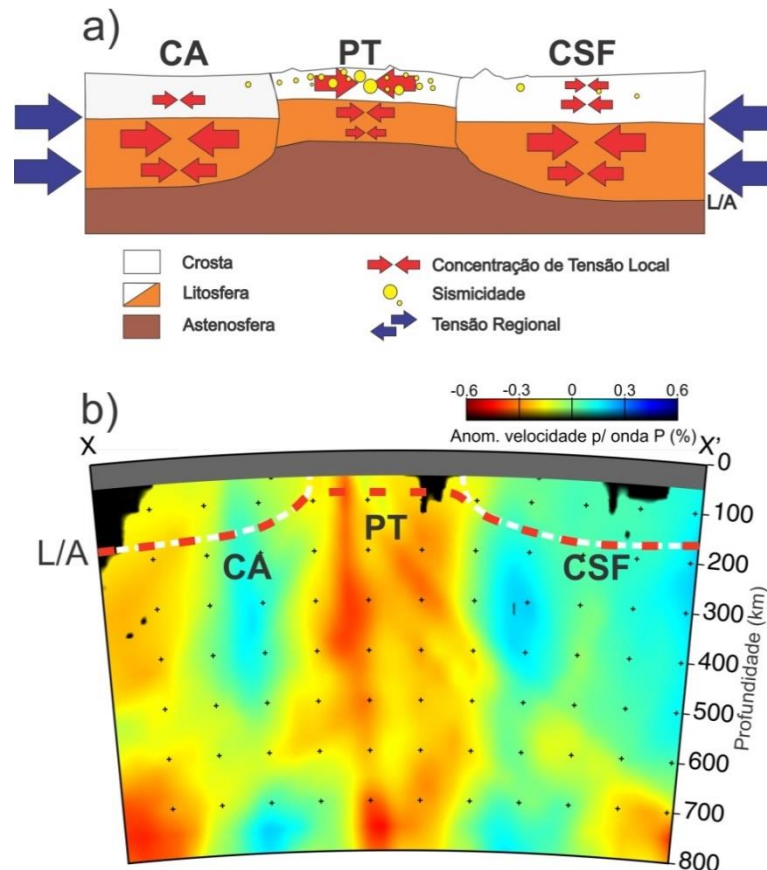 a)
CA PT CSF
L/A
Crosta
Litosfera
Astenosfera
Concentração de Tensão Local
Sismicidade
Tensão Regional
b)
-0.6 -0.3 0 0.3 0.6
Anom. velocidade p/ onda P (%)
X X'
0
100
200
300
400
500
600
700
800
Profundidade (km)
L/A
PT
CA CSF